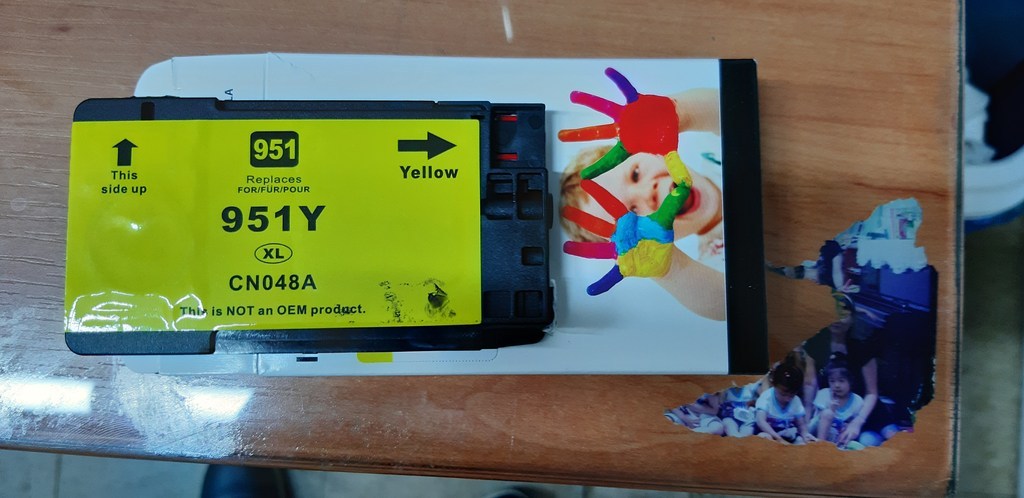 This
side up
951
Replaces
FOR/FÜR/POUR
951Y
XL
CN048A
This is NOT an OEM product.
Yellow